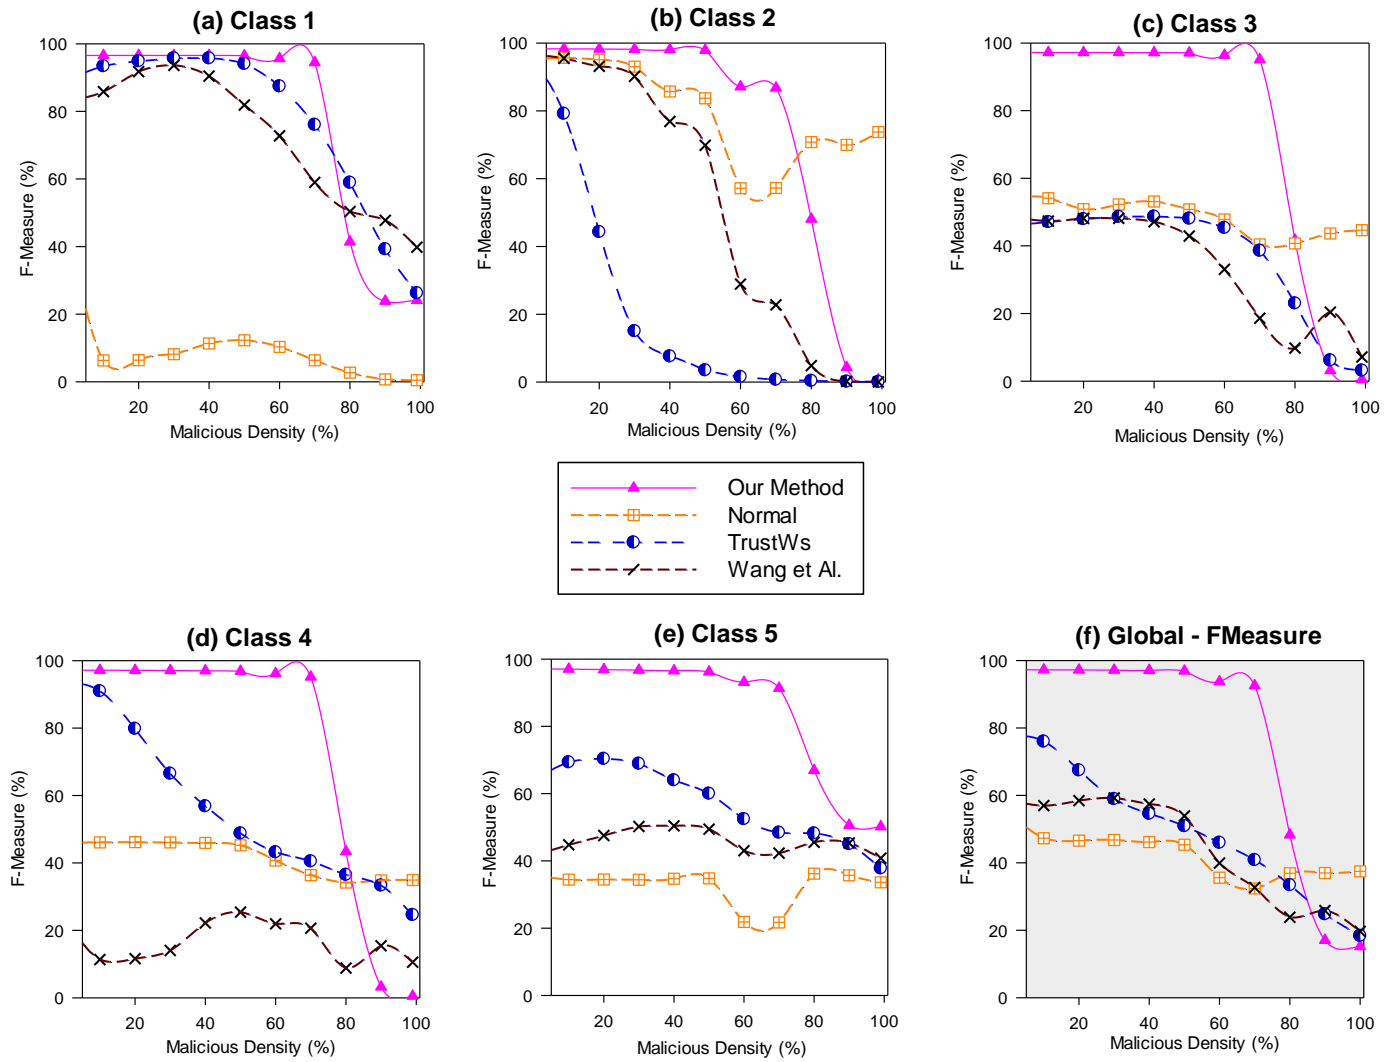 (a) Class 1
F-Measure (%)
100
80
60
40
20
0
20 40 60 80 100
Malicious Density (%)
(b) Class 2
F-Measure (%)
100
80
60
40
20
0
20 40 60 80 100
Malicious Density (%)
(c) Class 3
F-Measure (%)
100
80
60
40
20
0
20 40 60 80 100
Malicious Density (%)
Our Method
Normal
TrustWs
Wang et Al.
(d) Class 4
F-Measure (%)
100
80
60
40
20
0
20 40 60 80 100
Malicious Density (%)
(e) Class 5
F-Measure (%)
100
80
60
40
20
0
20 40 60 80 100
Malicious Density (%)
(f) Global - FMeasure
F-Measure (%)
100
80
60
40
20
0
20 40 60 80 100
Malicious Density (%)